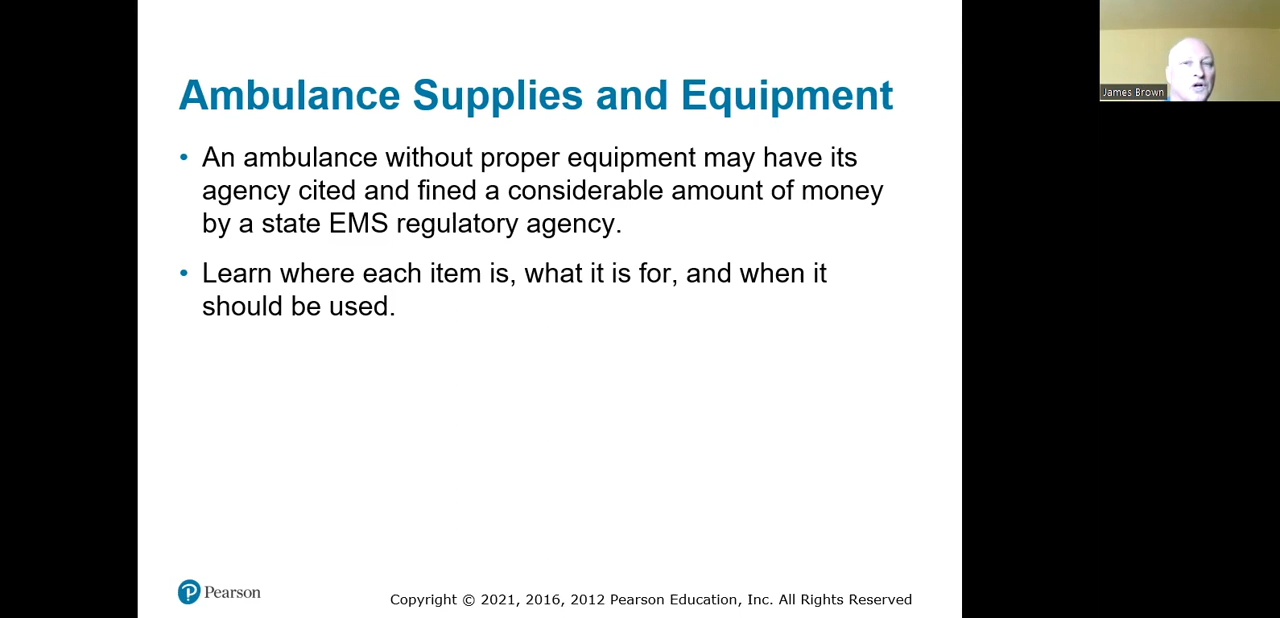 Ambulance Supplies and Equipment
• An ambulance without proper equipment may have its
agency cited and fined a considerable amount of money
by a state EMS regulatory agency.
• Learn where each item is, what it is for, and when it
should be used.
James Brown
Pearson
Copyright © 2021, 2016, 2012 Pearson Education, Inc. All Rights Reserved